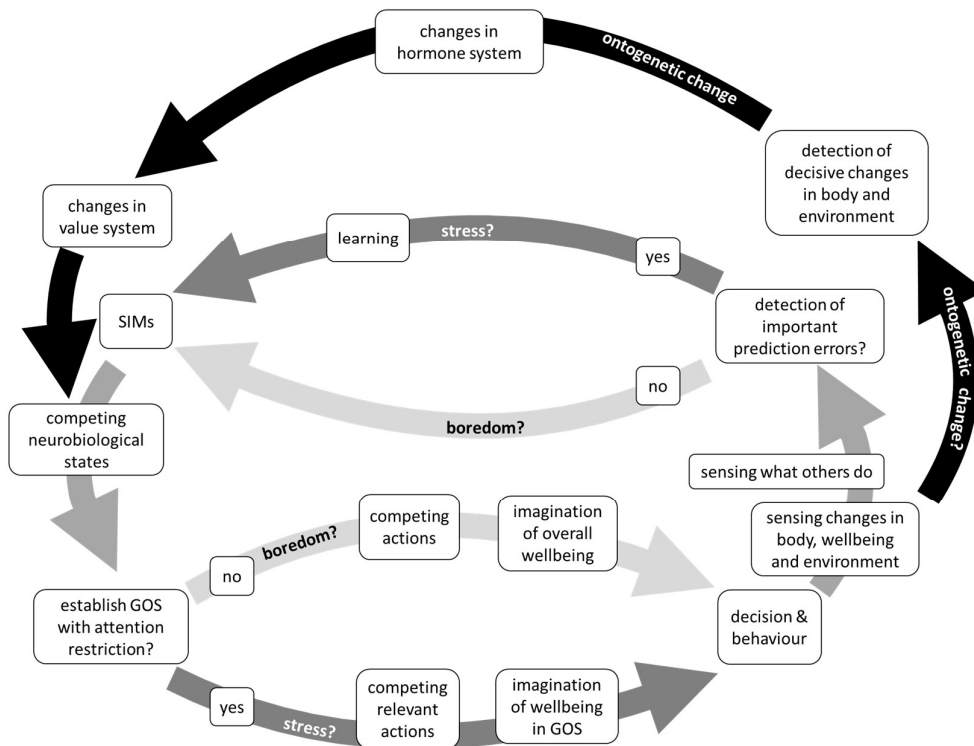 changes in
hormone system
ontogenetic change
detection of
decisive changes
in body and
environment
changes in
value system
learning
stress?
yes
SIMs
detection of
important
prediction errors?
no
boredom?
ontogenetic change?
competing
neurobiological
states
sensing what others do
sensing changes in
body, wellbeing
and environment
boredom?
no
competing
actions
imagination
of overall
wellbeing
establish GOS
with attention
restriction?
decision &
behaviour
yes
stress?
competing
relevant
actions
imagination
of wellbeing
in GOS